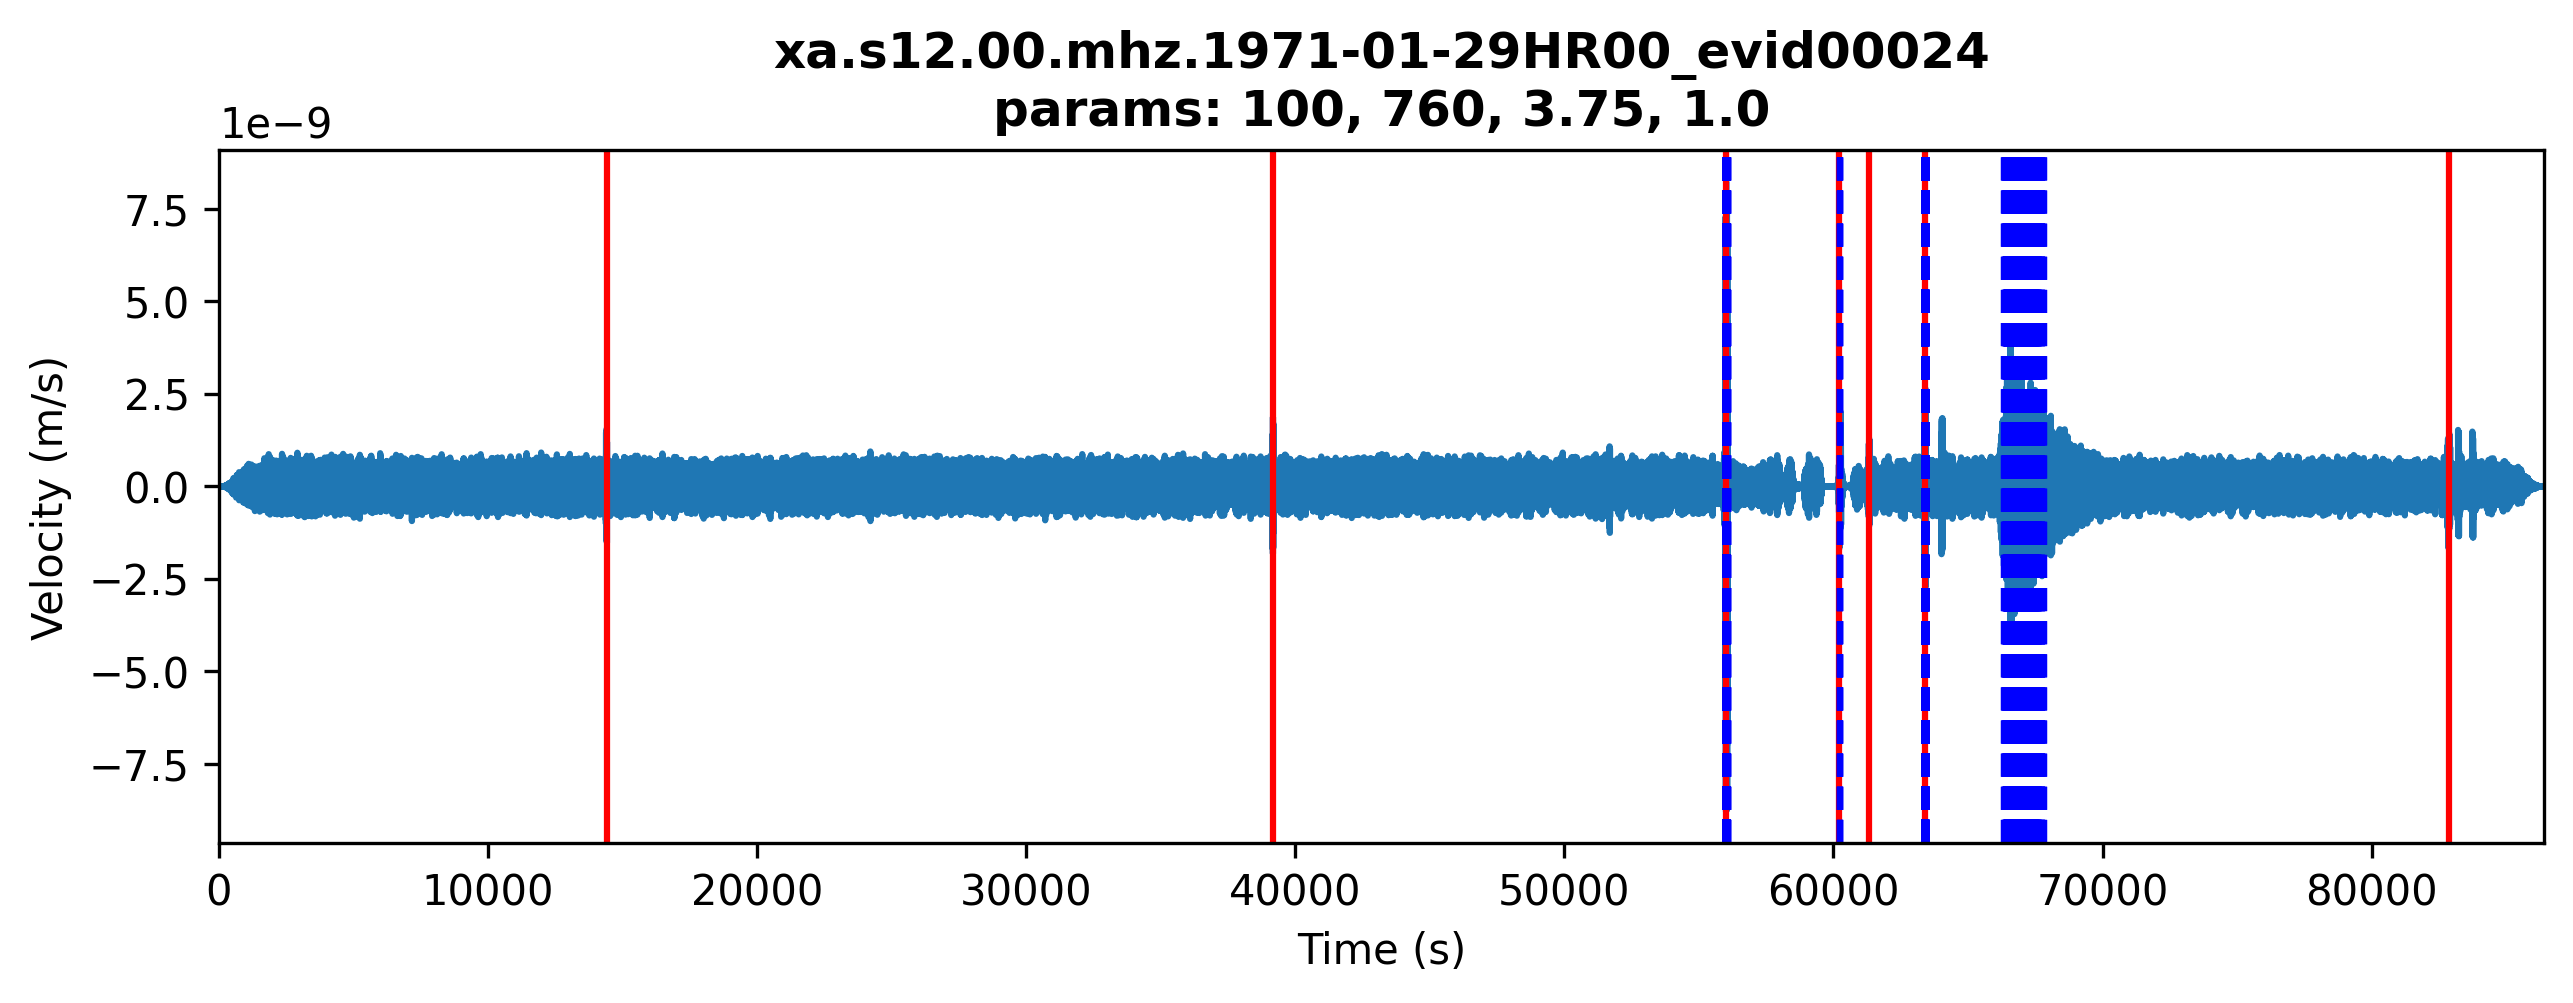 xa.s12.00.mhz.1971-01-29HR00_evid00024
params: 100, 760, 3.75, 1.0
1e−9
7.5
5.0
2.5
0.0
−2.5
−5.0
−7.5
Velocity (m/s)
0 10000 20000 30000 40000 50000 60000 70000 80000
Time (s)